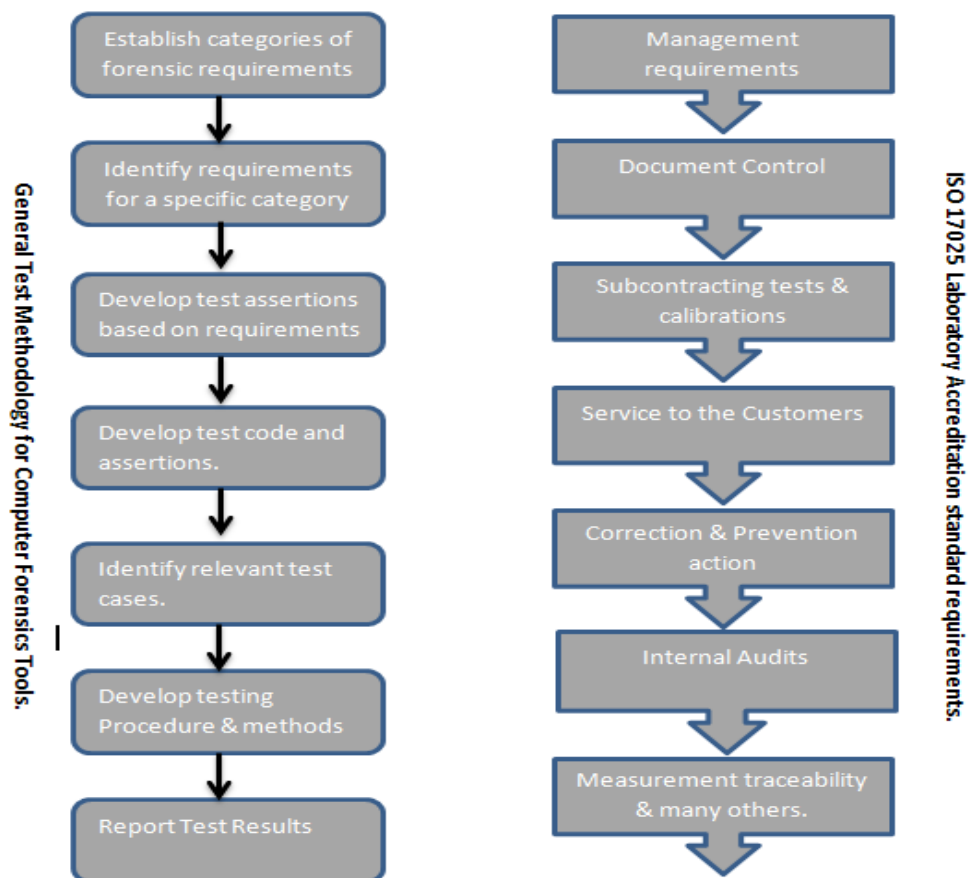 General Test Methodology for Computer Forensics Tools.
Establish categories of
forensic requirements
Identify requirements
for a specific category
Develop test assertions
based on requirements
Develop test code and
assertions.
Identify relevant test
cases.
Develop testing
Procedure & methods
Report Test Results
Management
requirements
Document Control
Subcontracting tests &
calibrations
Service to the Customers
Correction & Prevention
action
Internal Audits
Measurement traceability
& many others.
ISO 17025 Laboratory Accreditation standard requirements.